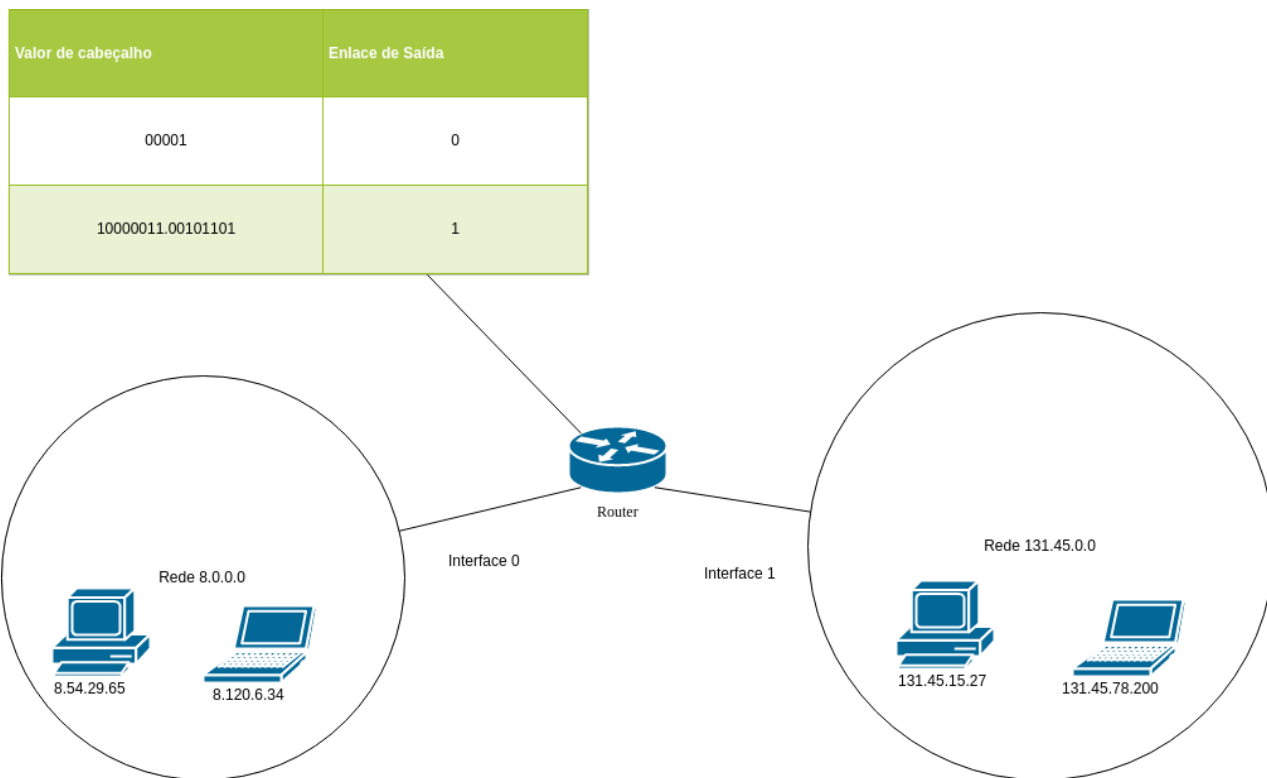 Valor de cabeçalho
Enlace de Saída
00001
0
10000011.00101101
1
Router
Interface 0
Interface 1
Rede 8.0.0.0
8.54.29.65
8.120.6.34
Rede 131.45.0.0
131.45.15.27
131.45.78.200